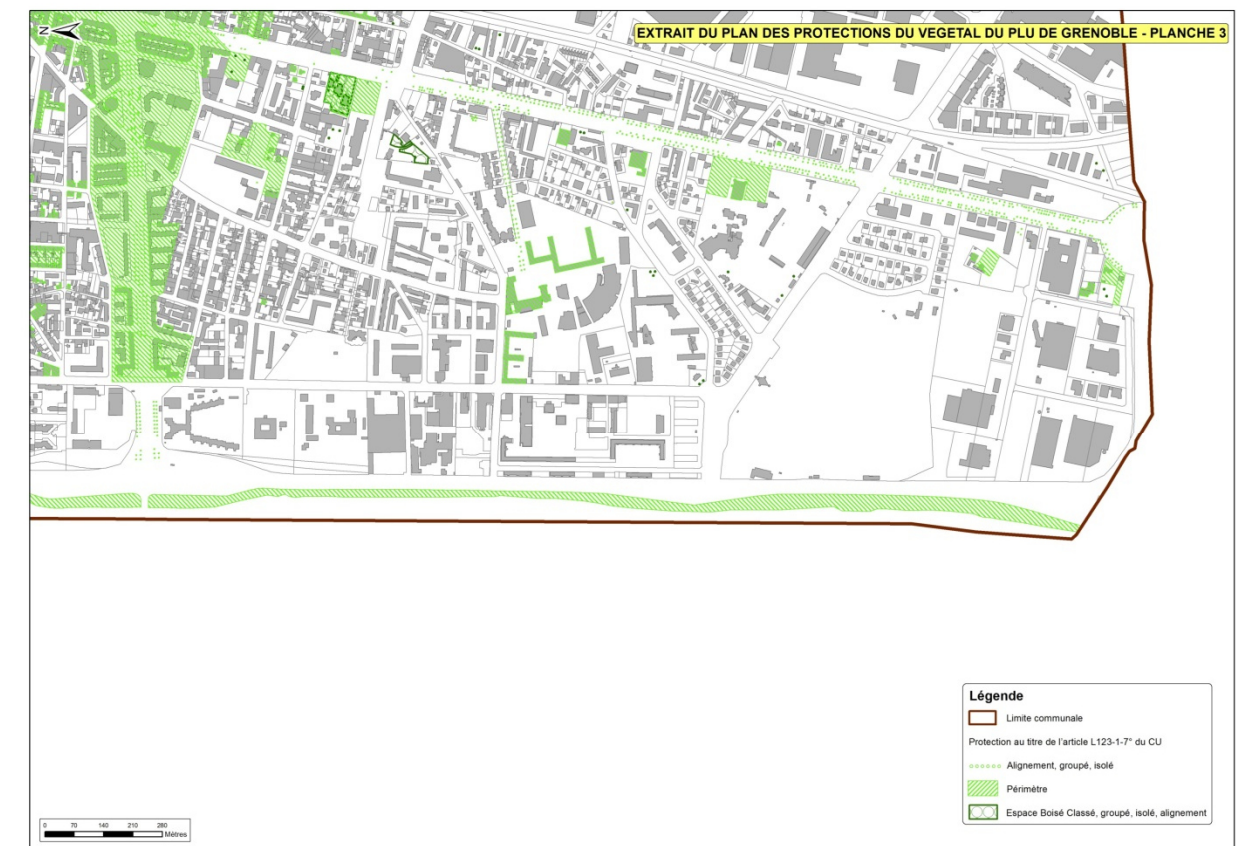 EXTRAIT DU PLAN DES PROTECTIONS DU VEGETAL DU PLU DE GRENOBLE - PLANCHE 3
N
Légende
Limite communale
Protection au titre de l'article L123-1-7° du CU
Alignement, groupé, isolé
Périmètre
Espace Boisé Classé, groupé, isolé, alignement
0 70 140 210 280
Mètres